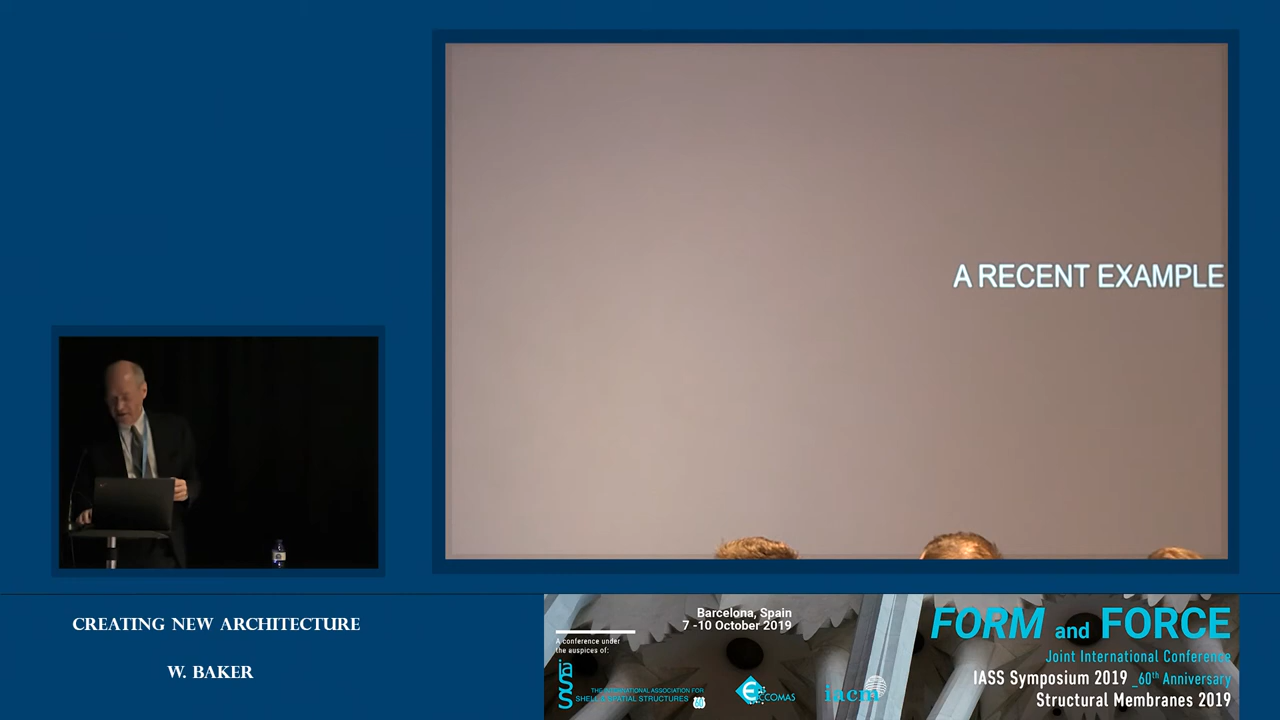 A RECENT EXAMPLE
CREATING NEW ARCHITECTURE
W. BAKER
Barcelona, Spain
7 -10 October 2019
A conference under
the auspices of:
iass
THE INTERNATIONAL ASSOCIATION FOR
SHELL & SPATIAL STRUCTURES
ECCOMAS
iacm
FORM and FORCE
Joint International Conference
IASS Symposium 2019 _60th Anniversary
Structural Membranes 2019